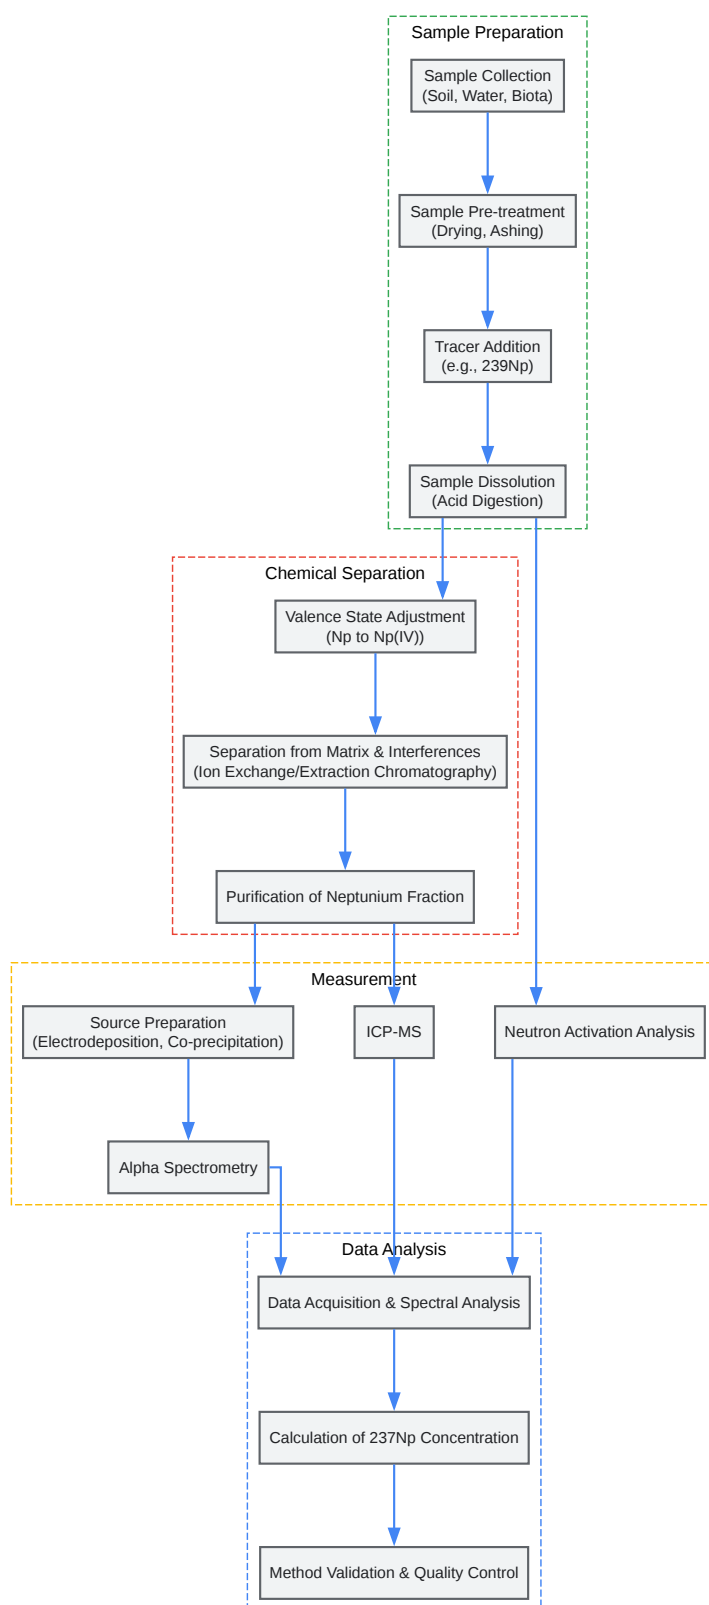 Sample Preparation
Sample Collection
(Soil, Water, Biota)
Sample Pre-treatment
(Drying, Ashing)
Tracer Addition
(e.g., 239Np)
Sample Dissolution
(Acid Digestion)
Chemical Separation
Valence State Adjustment
(Np to Np(IV))
Separation from Matrix & Interferences
(Ion Exchange/Extraction Chromatography)
Purification of Neptunium Fraction
Measurement
Source Preparation
(Electrodeposition, Co-precipitation)
ICP-MS
Neutron Activation Analysis
Alpha Spectrometry
Data Analysis
Data Acquisition & Spectral Analysis
Calculation of 237Np Concentration
Method Validation & Quality Control